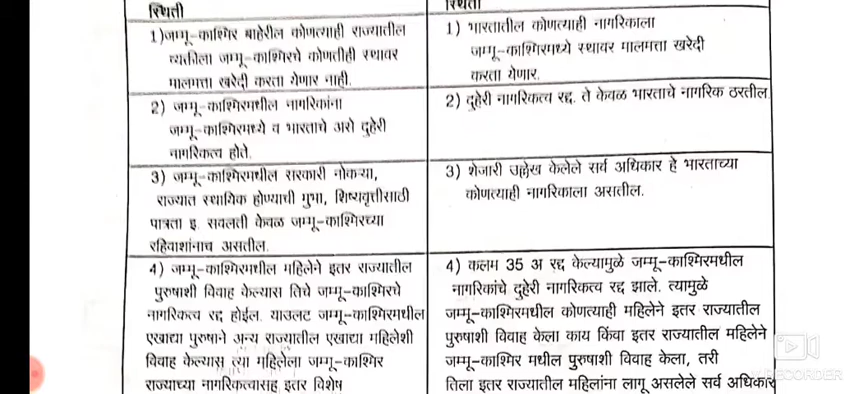 स्थिती
1)जम्मू-काश्मिर बाहेरील कोणत्याही राज्यातील
व्यक्तीला जम्मू-काश्मिरचे कोणतीही स्थावर
मालमत्ता खरेदी करता येणार नाही.
2) जम्मू-काश्मिरमधील नागरिकांना
जम्मू-काश्मिरमध्ये व भारताचे असे दुहेरी
नागरिकत्व होते.
3) जम्मू-काश्मिरमधील सरकारी नोकऱ्या,
राज्यात स्थायिक होण्याची मुभा, शिष्यवृत्तीसाठी
पात्रता इ. सवलती केवळ जम्मू-काश्मिरच्या
रहिवाशांनाच असतील.
4) जम्मू-काश्मिरमधील महिलेने इतर राज्यातील
पुरुषाशी विवाह केल्यास तिचे जम्मू-काश्मिरचे
नागरिकत्व रद्द होईल. याउलट जम्मू-काश्मिरमधील
एखाद्या पुरुषाने अन्य राज्यातील एखाद्या महिलेशी
विवाह केल्यास त्या महिलेला जम्मू-काश्मिर
राज्याच्या नागरिकत्वासह इतर विशेष
स्थिती
1) भारतातील कोणत्याही नागरिकाला
जम्मू-काश्मिरमध्ये स्थावर मालमत्ता खरेदी
करता येणार.
2) दुहेरी नागरिकत्व रद्द. ते केवळ भारताचे नागरिक ठरतील.
3) शेजारी उल्लेख केलेले सर्व अधिकार हे भारताच्या
कोणत्याही नागरिकाला असतील.
4) कलम 35 अ रद्द केल्यामुळे जम्मू-काश्मिरमधील
नागरिकांचे दुहेरी नागरिकत्व रद्द झाले. त्यामुळे
जम्मू-काश्मिरमधील कोणत्याही महिलेने इतर राज्यातील
पुरुषाशी विवाह केला काय किंवा इतर राज्यातील महिलेने
जम्मू-काश्मिर मधील पुरुषाशी विवाह केला, तरी
तिला इतर राज्यातील महिलांना लागू असलेले सर्व अधिकार
RECORDER